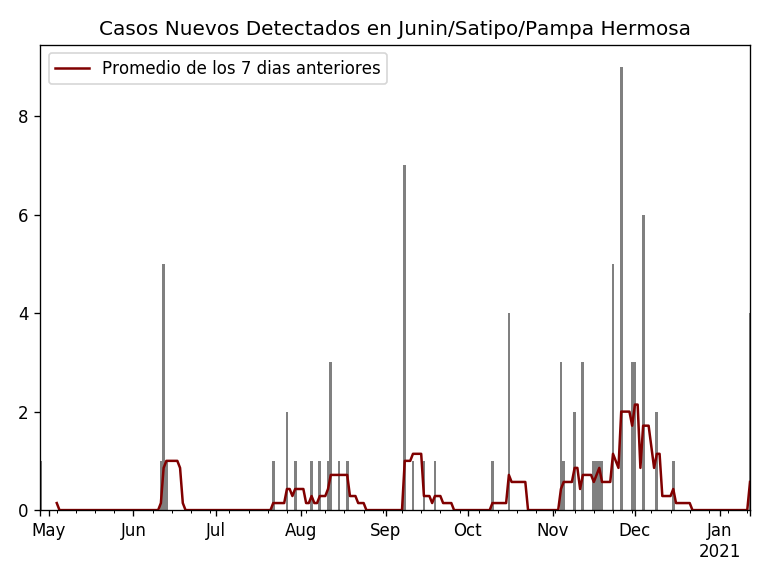 Casos Nuevos Detectados en Junin/Satipo/Pampa Hermosa
Promedio de los 7 dias anteriores
8
6
4
2
0
May Jun Jul Aug Sep Oct Nov Dec Jan
2021